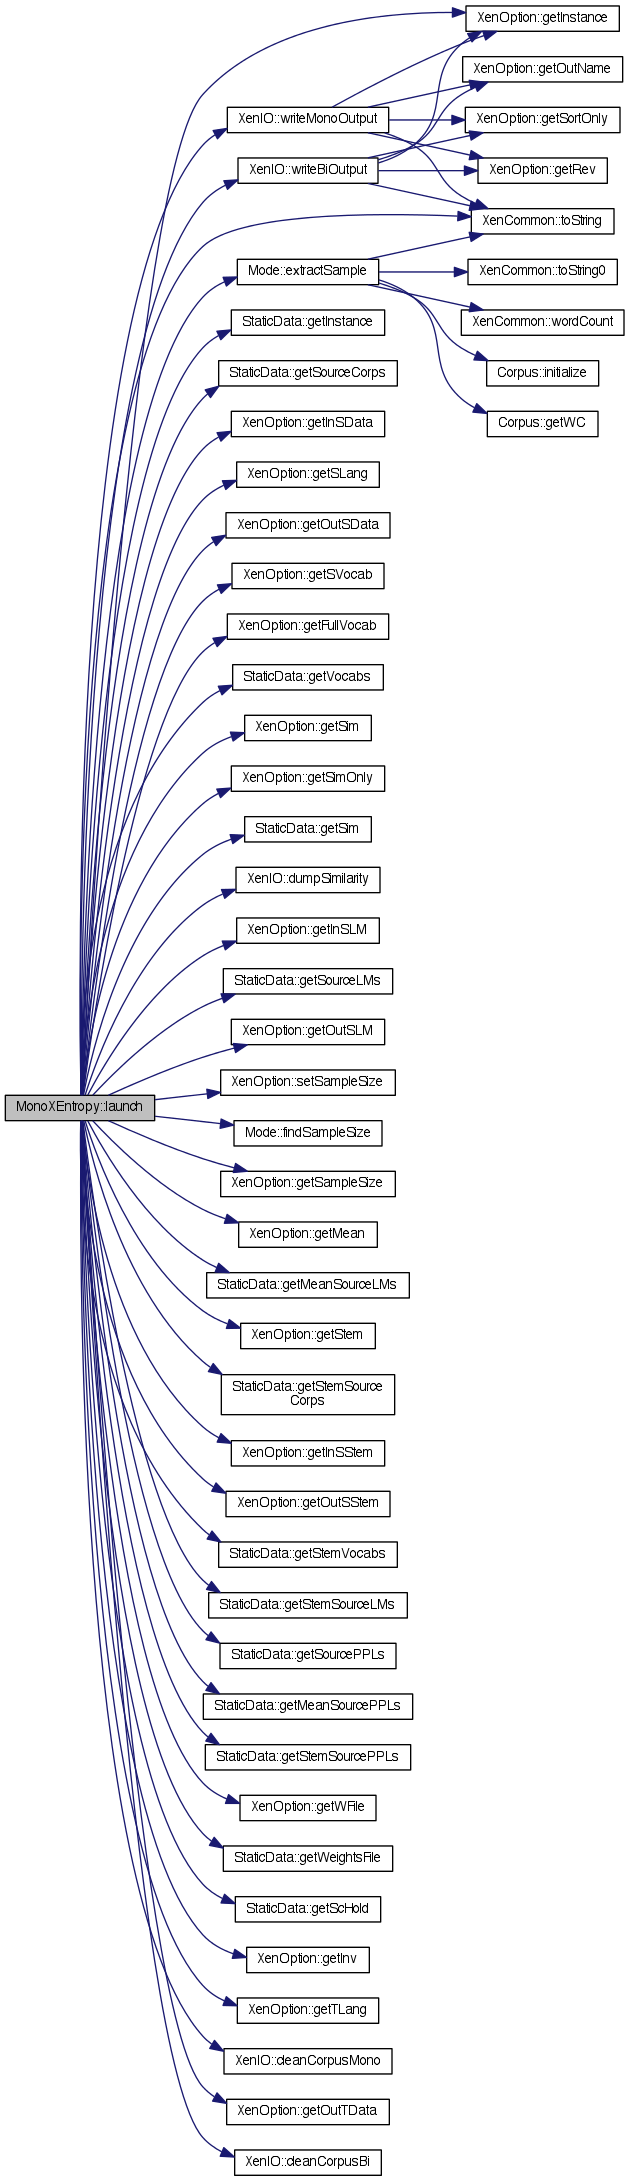 XenOption::getInstance
XenOption::getOutName
XenIO::writeMonoOutput
XenOption::getSortOnly
XenIO::writeBiOutput
XenOption::getRev
XenCommon::toString
Mode::extractSample
XenCommon::toString0
StaticData::getInstance
XenCommon::wordCount
StaticData::getSourceCorps
Corpus::initialize
XenOption::getInSData
Corpus::getWC
XenOption::getSLang
XenOption::getOutSData
XenOption::getSVocab
XenOption::getFullVocab
StaticData::getVocabs
XenOption::getSim
XenOption::getSimOnly
StaticData::getSim
XenIO::dumpSimilarity
XenOption::getInSLM
StaticData::getSourceLMs
XenOption::getOutSLM
XenOption::setSampleSize
MonoXEntropy::launch
Mode::findSampleSize
XenOption::getSampleSize
XenOption::getMean
StaticData::getMeanSourceLMs
XenOption::getStem
StaticData::getStemSource
Corps
XenOption::getInSStem
XenOption::getOutSStem
StaticData::getStemVocabs
StaticData::getStemSourceLMs
StaticData::getSourcePPLs
StaticData::getMeanSourcePPLs
StaticData::getStemSourcePPLs
XenOption::getWFile
StaticData::getWeightsFile
StaticData::getScHold
XenOption::getInv
XenOption::getTLang
XenIO::cleanCorpusMono
XenOption::getOutTData
XenIO::cleanCorpusBi